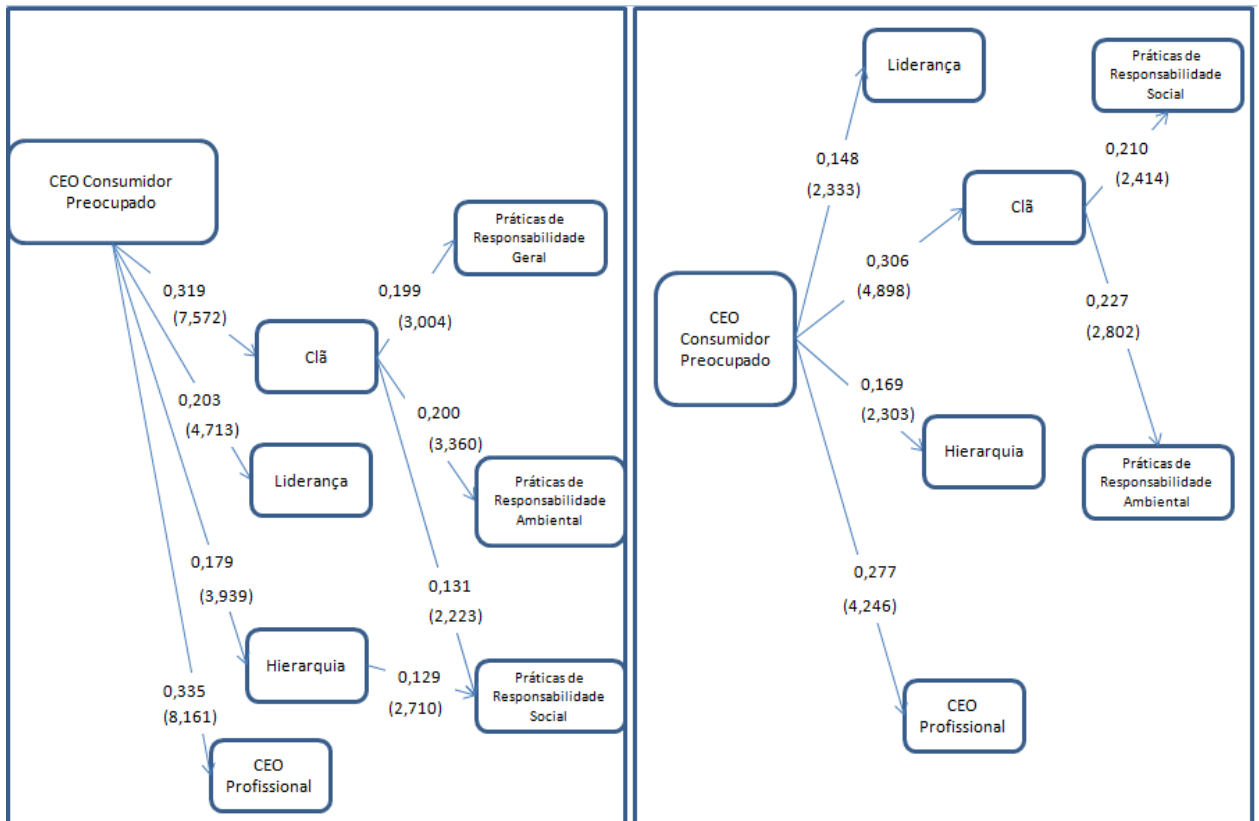 CEO Consumidor
Preocupado
Práticas de
Responsabilidade
Geral
0,319
(7,572)
0,199
(3,004)
Clã
0,203
(4,713)
0,200
(3,360)
Liderança
Práticas de
Responsabilidade
Ambiental
0,179
(3,939)
0,131
(2,223)
Hierarquia
0,129
(2,710)
Práticas de
Responsabilidade
Social
0,335
(8,161)
CEO
Profissional
Liderança
Práticas de
Responsabilidade
Social
0,148
(2,333)
0,210
(2,414)
Clã
0,306
(4,898)
0,227
(2,802)
CEO
Consumidor
Preocupado
0,169
(2,303)
Hierarquia
Práticas de
Responsabilidade
Ambiental
0,277
(4,246)
CEO
Profissional